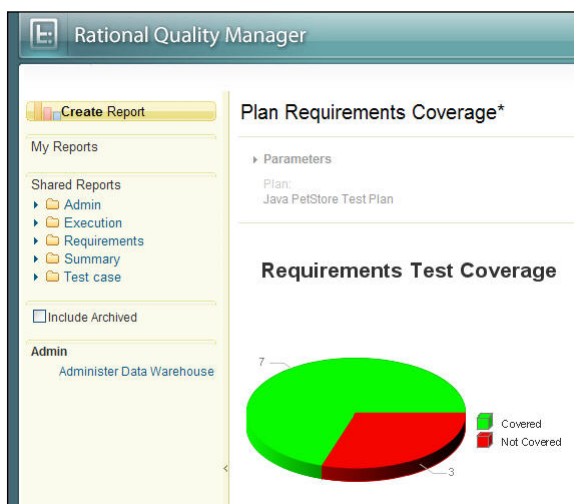 Rational Quality Manager
Create Report
My Reports
Shared Reports
Admin
Execution
Requirements
Summary
Test case
Include Archived
Admin
Administer Data Warehouse
Plan Requirements Coverage*
Parameters
Plan:
Java PetStore Test Plan
Requirements Test Coverage
7
3
Covered
Not Covered